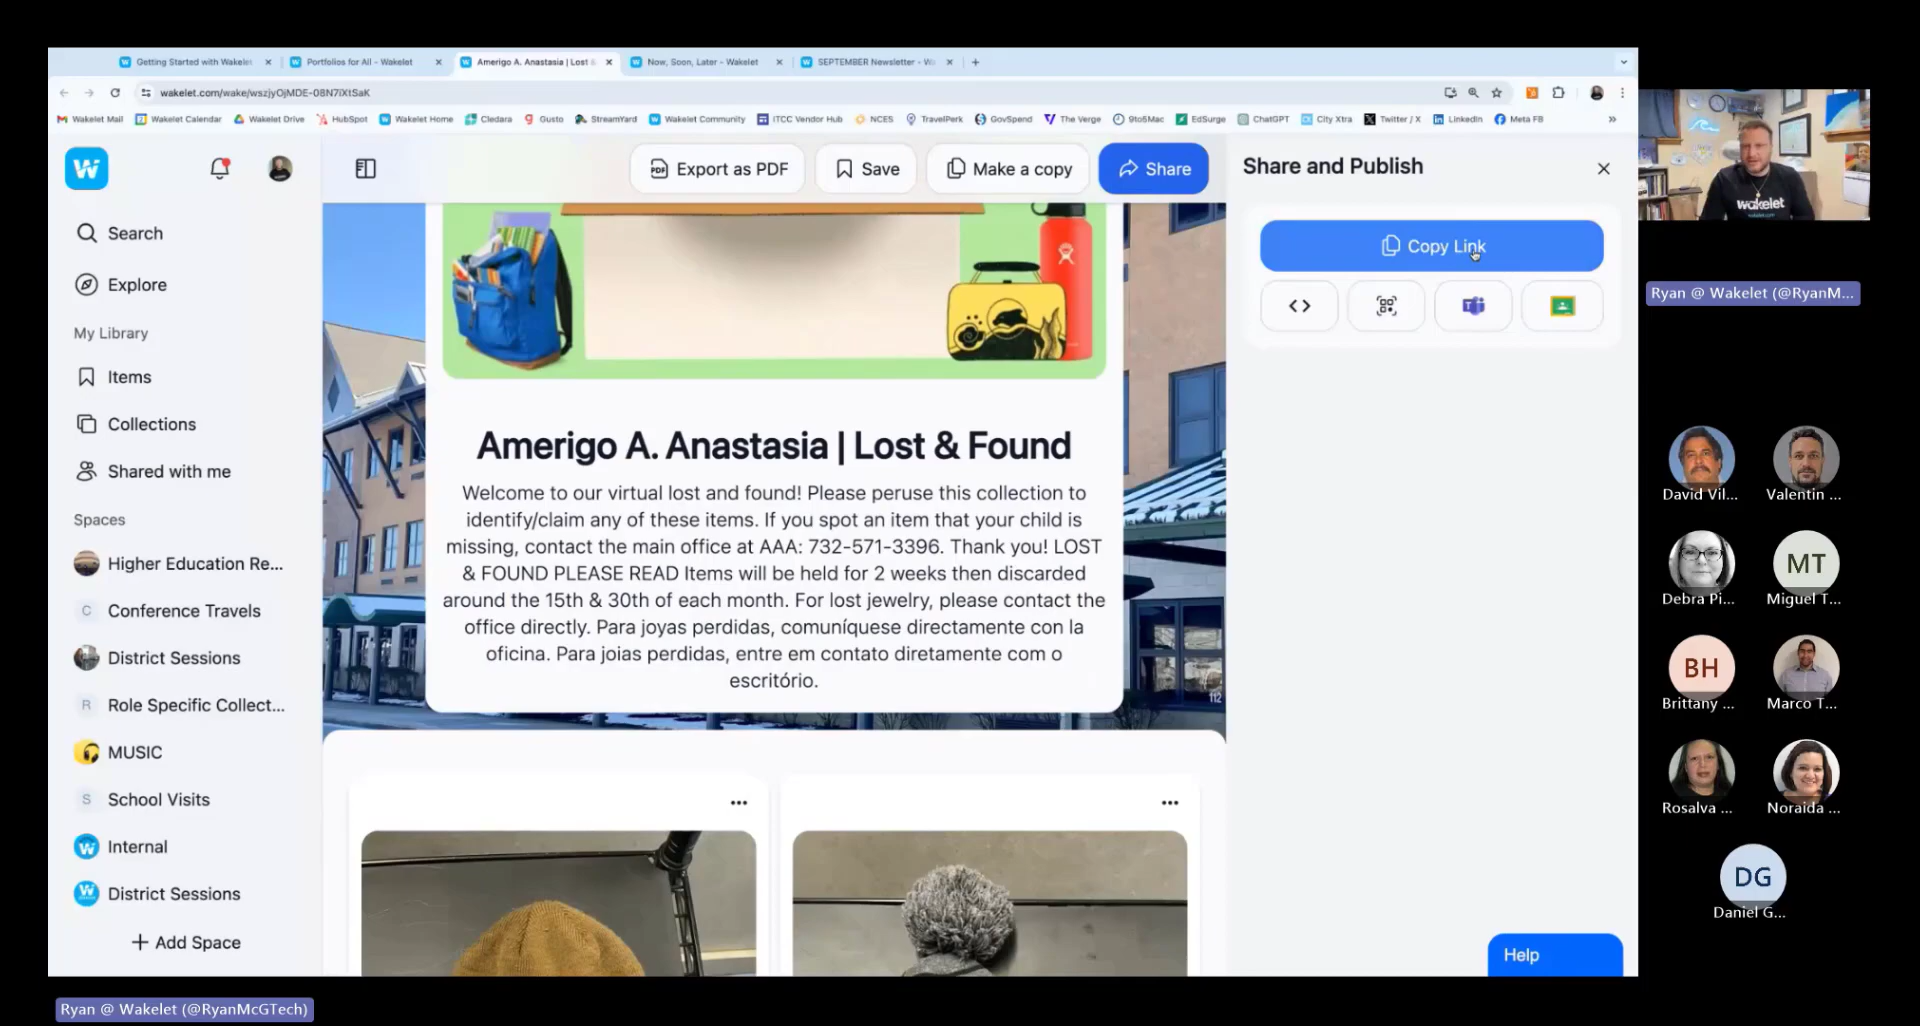 Getting Started with Wakelet
Portfolios for All - Wakelet
Amerigo A. Anastasia | Lost &
Now, Soon, Later - Wakelet
SEPTEMBER Newsletter - Wa
wakelet.com/wake/wszjyOjMDE-08N7iXtSaK
Wakelet Mail
Wakelet Calendar
Wakelet Drive
HubSpot
Wakelet Home
Cledara
Gusto
StreamYard
Wakelet Community
ITCC Vendor Hub
NCES
TravelPerk
GovSpend
The Verge
9to5Mac
EdSurge
ChatGPT
City Xtra
Twitter / X
LinkedIn
Meta FB
W
Search
Explore
My Library
Items
Collections
Shared with me
Spaces
Higher Education Re...
C Conference Travels
District Sessions
R Role Specific Collect...
MUSIC
S School Visits
Internal
District Sessions
+ Add Space
PDF Export as PDF
Save
Make a copy
Share
Amerigo A. Anastasia | Lost & Found
Welcome to our virtual lost and found! Please peruse this collection to
identify/claim any of these items. If you spot an item that your child is
missing, contact the main office at AAA: 732-571-3396. Thank you! LOST
& FOUND PLEASE READ Items will be held for 2 weeks then discarded
around the 15th & 30th of each month. For lost jewelry, please contact the
office directly. Para joyas perdidas, comuníquese directamente con la
oficina. Para joias perdidas, entre em contato diretamente com o
escritório.
112
Share and Publish
Copy Link
Help
wakelet
wakelet.com
Ryan @ Wakelet (@RyanM...
David Vil...
Valentin ...
Debra Pi...
MT
Miguel T...
BH
Brittany ...
Marco T...
Rosalva ...
Noraida ...
DG
Daniel G...
Ryan @ Wakelet (@RyanMcGTech)